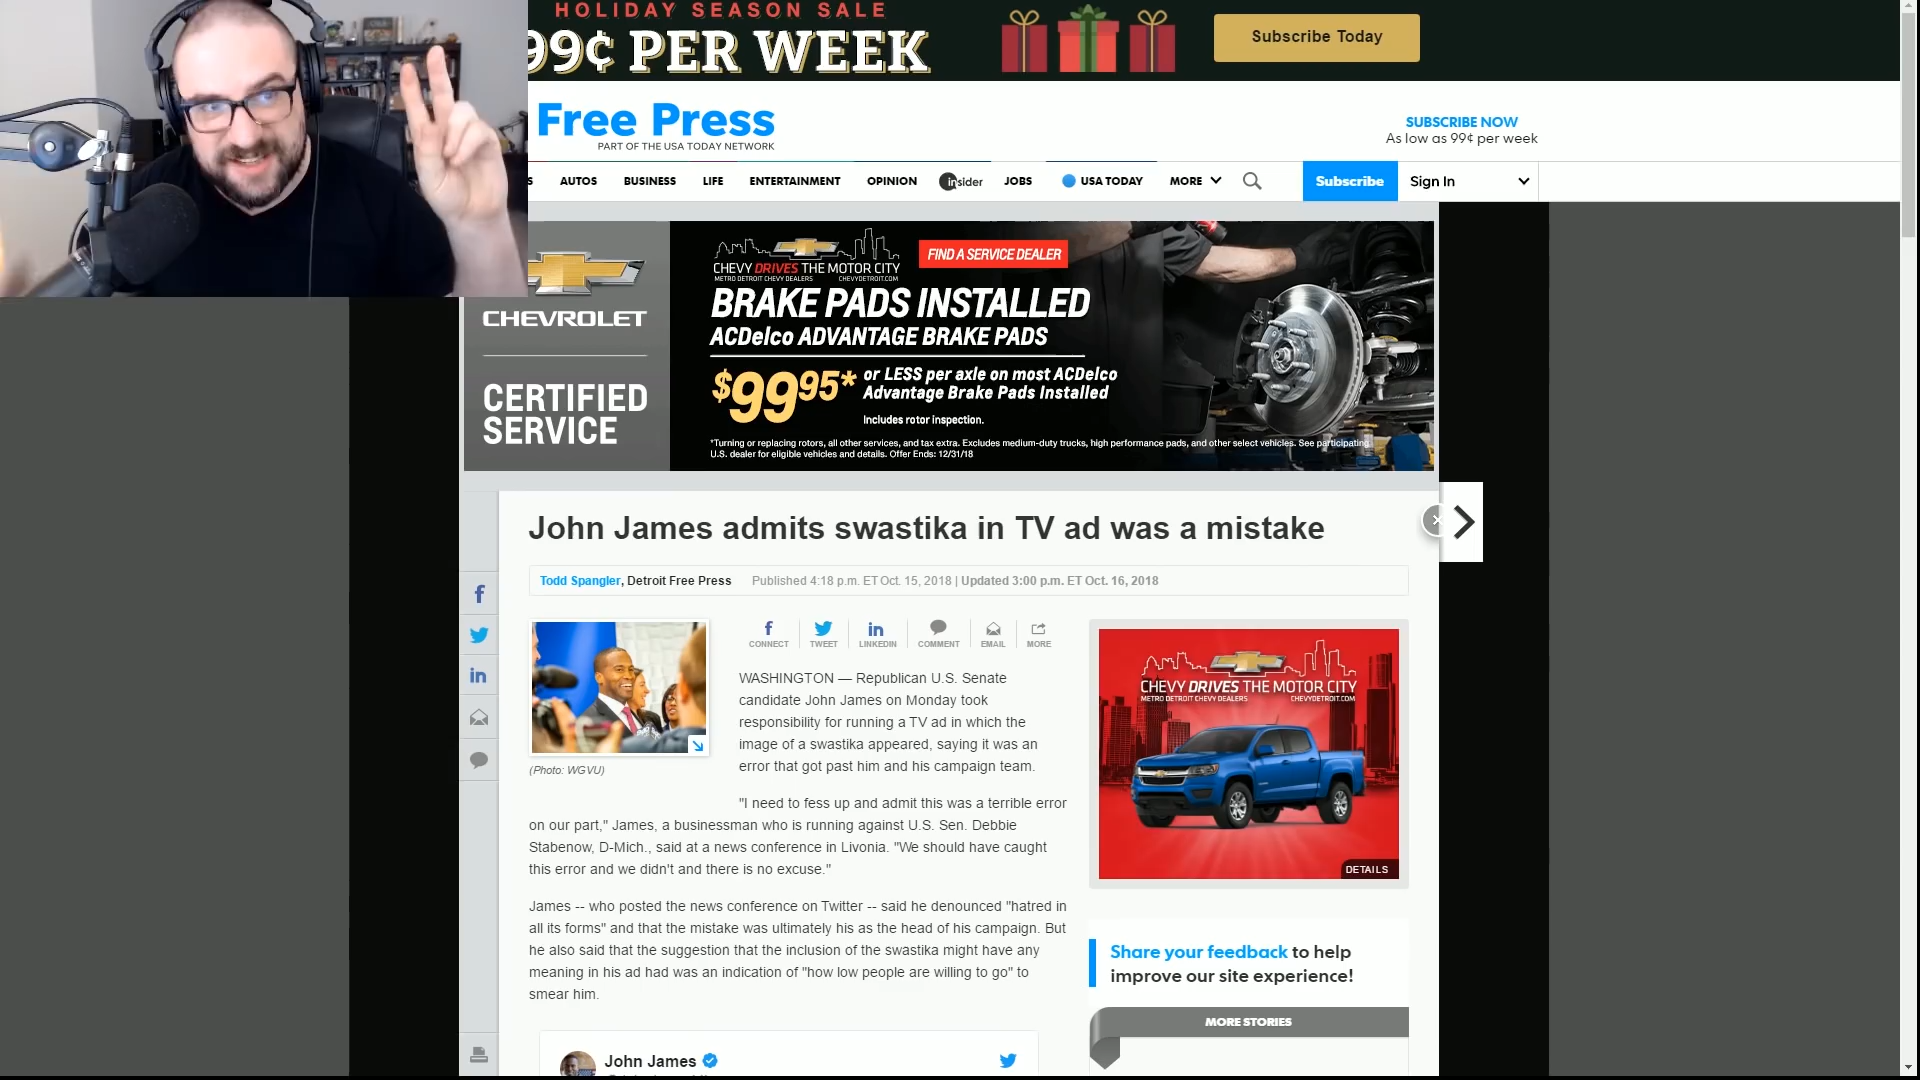 HOLIDAY SEASON SALE
99¢ PER WEEK
Subscribe Today
Free Press
PART OF THE USA TODAY NETWORK
SUBSCRIBE NOW
As low as 99¢ per week
S AUTOS BUSINESS LIFE ENTERTAINMENT OPINION insider JOBS USA TODAY MORE Subscribe Sign In
CHEVROLET
CERTIFIED
SERVICE
CHEVY DRIVES THE MOTOR CITY
METRO DETROIT CHEVY DEALERS CHEVYDETROIT.COM
FIND A SERVICE DEALER
BRAKE PADS INSTALLED
ACDelco ADVANTAGE BRAKE PADS
$99 95* or LESS per axle on most ACDelco
Advantage Brake Pads Installed
Includes rotor inspection.
*Turning or replacing rotors, all other services, and tax extra. Excludes medium-duty trucks, high performance pads, and other select vehicles. See participating
U.S. dealer for eligible vehicles and details. Offer Ends: 12/31/18
John James admits swastika in TV ad was a mistake
Todd Spangler, Detroit Free Press Published 4:18 p.m. ET Oct. 15, 2018 | Updated 3:00 p.m. ET Oct. 16, 2018
(Photo: WGVU)
CONNECT TWEET LINKEDIN COMMENT EMAIL MORE
WASHINGTON — Republican U.S. Senate
candidate John James on Monday took
responsibility for running a TV ad in which the
image of a swastika appeared, saying it was an
error that got past him and his campaign team.
"I need to fess up and admit this was a terrible error
on our part," James, a businessman who is running against U.S. Sen. Debbie
Stabenow, D-Mich., said at a news conference in Livonia. "We should have caught
this error and we didn't and there is no excuse."
James -- who posted the news conference on Twitter -- said he denounced "hatred in
all its forms" and that the mistake was ultimately his as the head of his campaign. But
he also said that the suggestion that the inclusion of the swastika might have any
meaning in his ad had was an indication of "how low people are willing to go" to
smear him.
John James
CHEVY DRIVES THE MOTOR CITY
METRO DETROIT CHEVY DEALERS CHEVYDETROIT.COM
DETAILS
Share your feedback to help
improve our site experience!
MORE STORIES